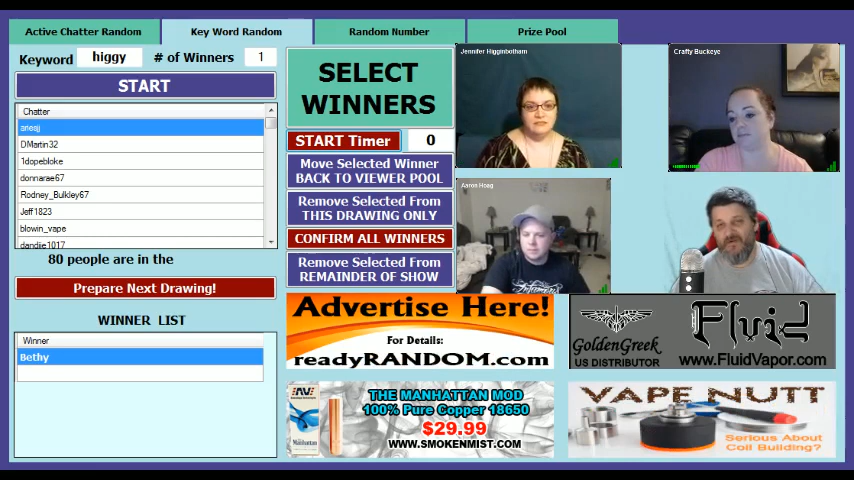 Active Chatter Random
Key Word Random
Random Number
Prize Pool
Keyword
higgy
# of Winners
1
START
Chatter
ariesjj
DMartin32
1dopebloke
donnarae67
Rodney_Bulkley67
Jeff1823
blowin_vape
dandjie1017
80 people are in the
Prepare Next Drawing!
WINNER LIST
Winner
Bethy
SELECT
WINNERS
START Timer
0
Move Selected Winner
BACK TO VIEWER POOL
Remove Selected From
THIS DRAWING ONLY
CONFIRM ALL WINNERS
Remove Selected From
REMAINDER OF SHOW
Jennifer Higginbotham
Crafty Buckeye
Aaron Hoag
Advertise Here!
For Details:
readyRANDOM.com
GoldenGreek
US DISTRIBUTOR
Fluid
www.FluidVapor.com
Manhattan
THE MANHATTAN MOD
100% Pure Copper 18650
$29.99
WWW.SMOKENMIST.COM
VAPE NUTT
Serious About
Coil Building?